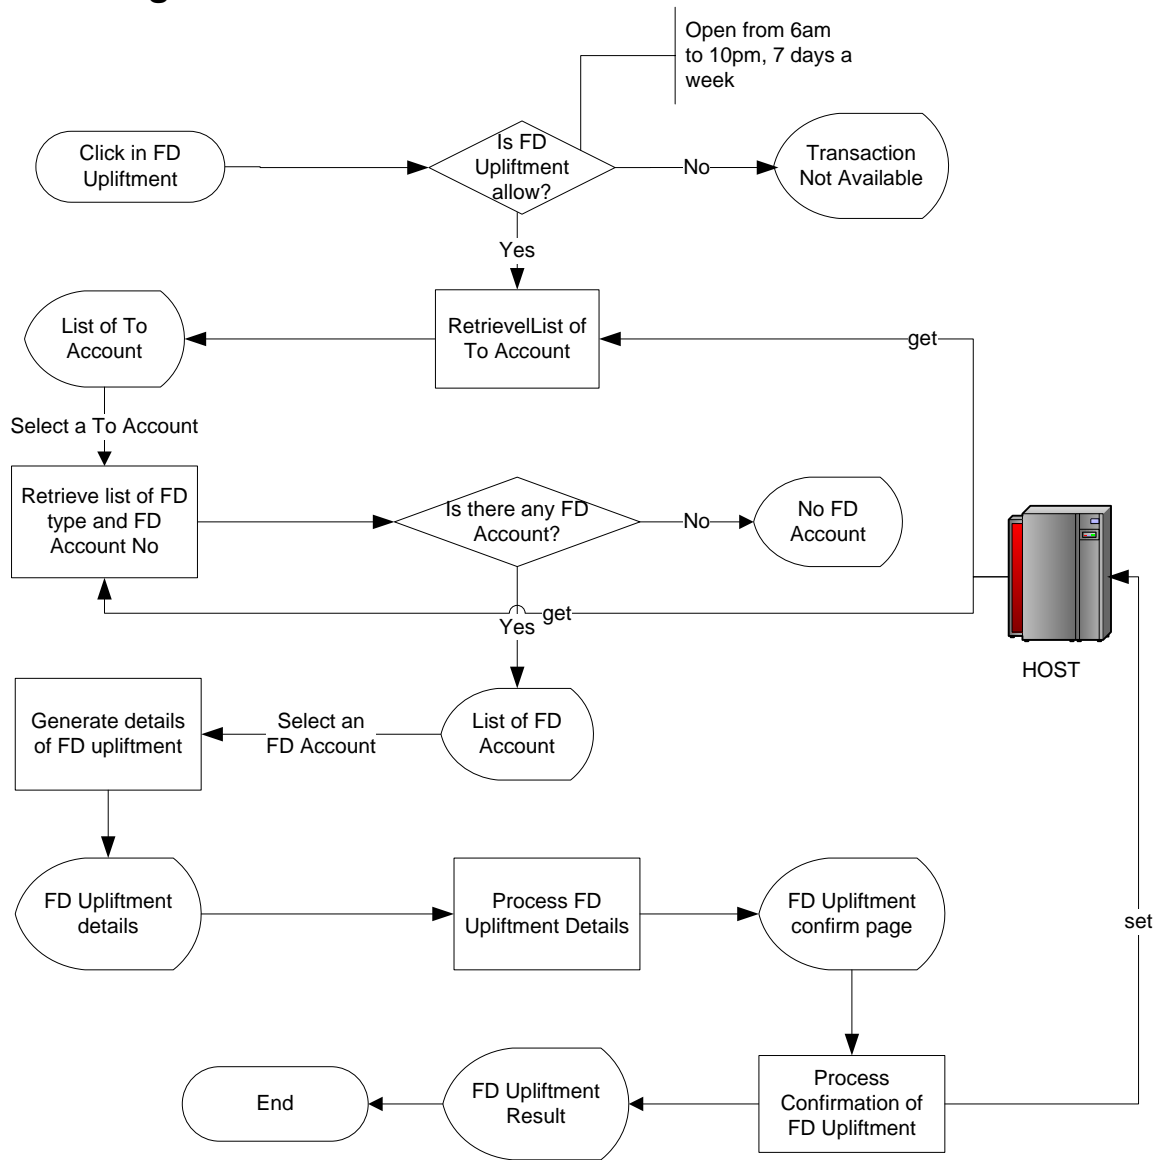 Open from 6am
to 10pm, 7 days a
week
Click in FD
Upliftment
Is FD
Upliftment
allow?
No
Transaction
Not Available
Yes
List of To
Account
RetrievelList of
To Account
get
Select a To Account
Retrieve list of FD
type and FD
Account No
Is there any FD
Account?
No
No FD
Account
get
Yes
HOST
Generate details
of FD upliftment
Select an
FD Account
List of FD
Account
FD Upliftment
details
Process FD
Upliftment Details
FD Upliftment
confirm page
set
End
FD Upliftment
Result
Process
Confirmation of
FD Upliftment